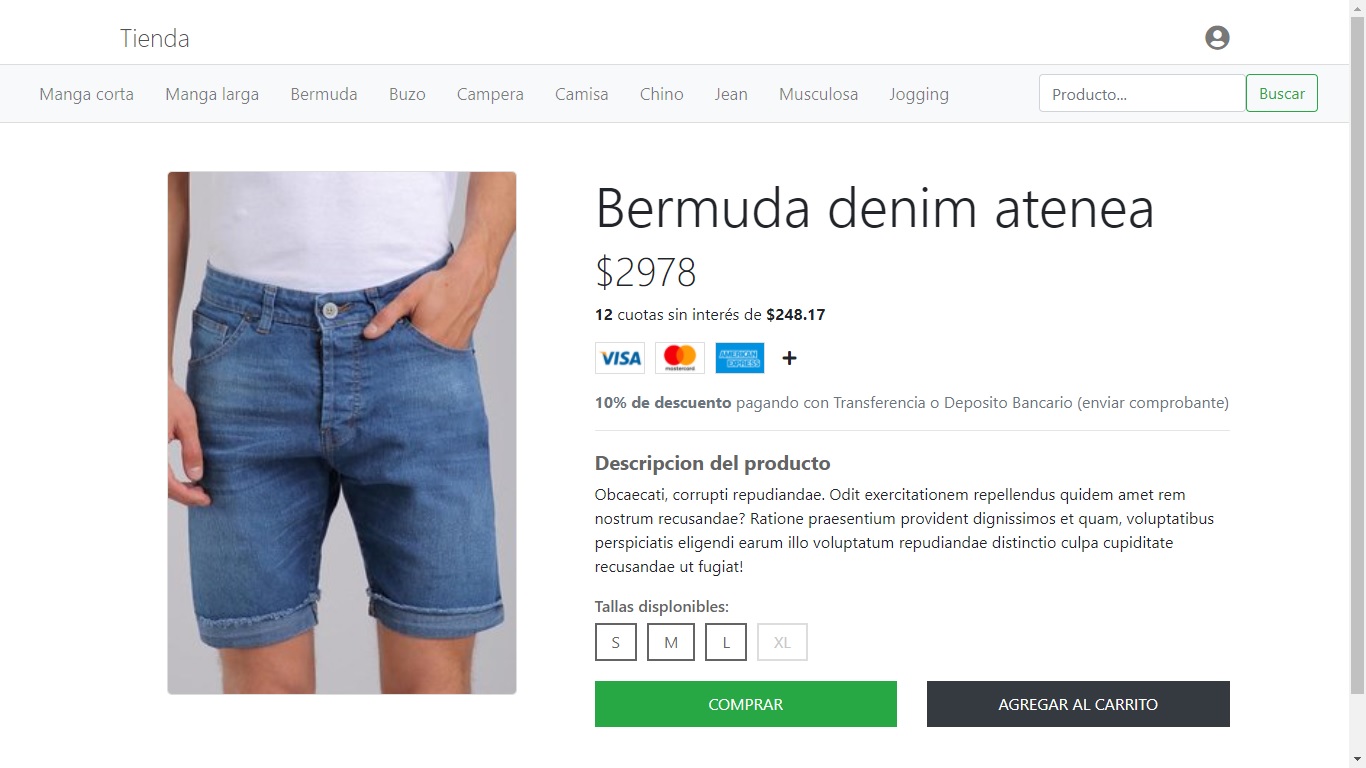 Tienda
Manga corta Manga larga Bermuda Buzo Campera Camisa Chino Jean Musculosa Jogging Producto... Buscar
Bermuda denim atenea
$2978
12 cuotas sin interés de $248.17
VISA mastercard AMERICAN EXPRESS +
10% de descuento pagando con Transferencia o Deposito Bancario (enviar comprobante)
Descripcion del producto
Obcaecati, corrupti repudiandae. Odit exercitationem repellendus quidem amet rem
nostrum recusandae? Ratione praesentium provident dignissimos et quam, voluptatibus
perspiciatis eligendi earum illo voluptatum repudiandae distinctio culpa cupiditate
recusandae ut fugiat!
Tallas displonibles:
S M L XL
COMPRAR AGREGAR AL CARRITO